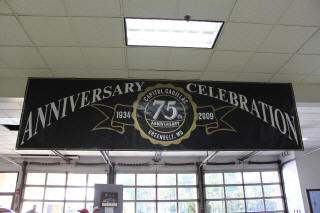 ANNIVERSARY CELEBRATION
CAPITOL CADILLAC
1934 75th 2009
ANNIVERSARY
GREENBELT, MD